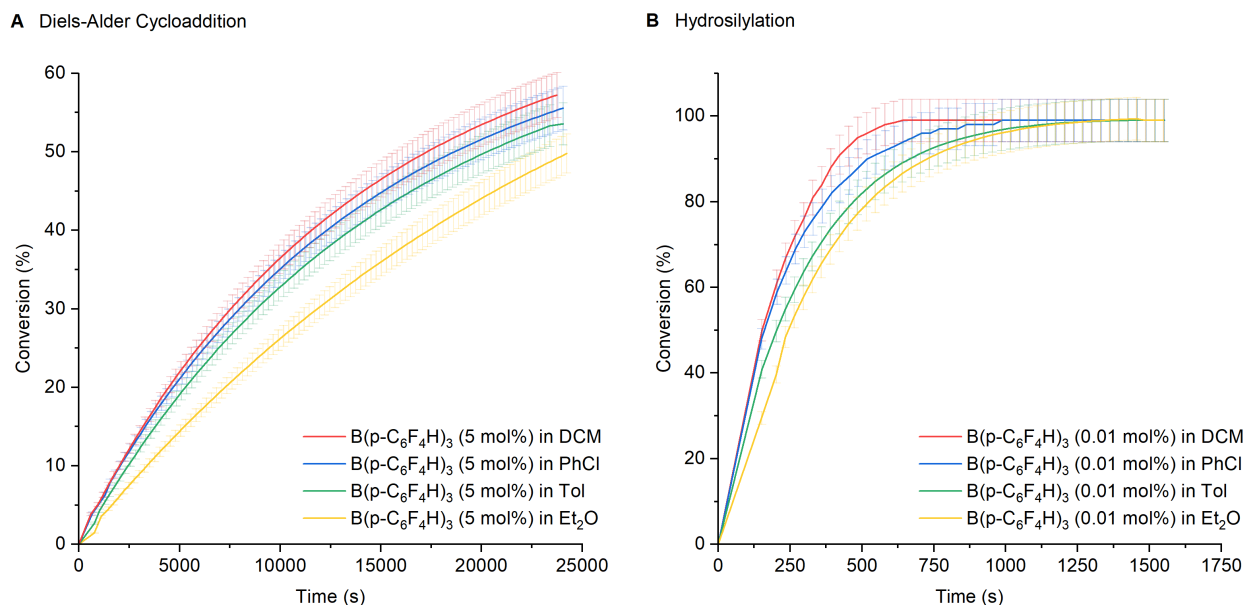 A Diels-Alder Cycloaddition
60
50
40
30
20
10
0
Conversion (%)
B(p-C₆F₄H)₃ (5 mol%) in DCM
B(p-C₆F₄H)₃ (5 mol%) in PhCl
B(p-C₆F₄H)₃ (5 mol%) in Tol
B(p-C₆F₄H)₃ (5 mol%) in Et₂O
0 5000 10000 15000 20000 25000
Time (s)
B Hydrosilylation
100
80
60
40
20
0
Conversion (%)
B(p-C₆F₄H)₃ (0.01 mol%) in DCM
B(p-C₆F₄H)₃ (0.01 mol%) in PhCl
B(p-C₆F₄H)₃ (0.01 mol%) in Tol
B(p-C₆F₄H)₃ (0.01 mol%) in Et₂O
0 250 500 750 1000 1250 1500 1750
Time (s)